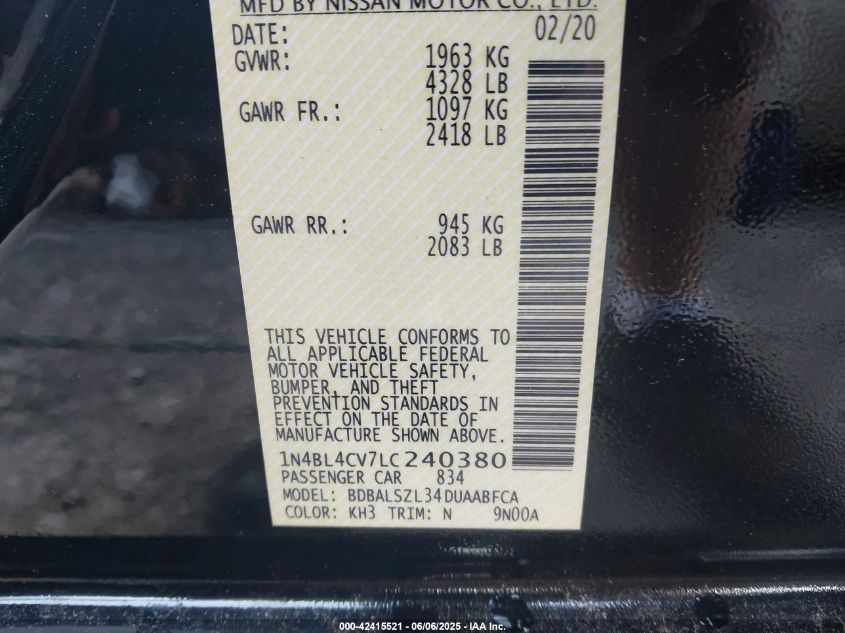 MFD BY NISSAN MOTOR CO., LTD.
DATE: 02/20
GVWR: 1963 KG
4328 LB
GAWR FR.: 1097 KG
2418 LB
GAWR RR.: 945 KG
2083 LB
THIS VEHICLE CONFORMS TO
ALL APPLICABLE FEDERAL
MOTOR VEHICLE SAFETY,
BUMPER, AND THEFT
PREVENTION STANDARDS IN
EFFECT ON THE DATE OF
MANUFACTURE SHOWN ABOVE.
1N4BL4CV7LC240380
PASSENGER CAR 834
MODEL: BDBALSZL34DUAABFCA
COLOR: KH3 TRIM: N 9N00A
000-42415521 - 06/06/2025 - IAA Inc.